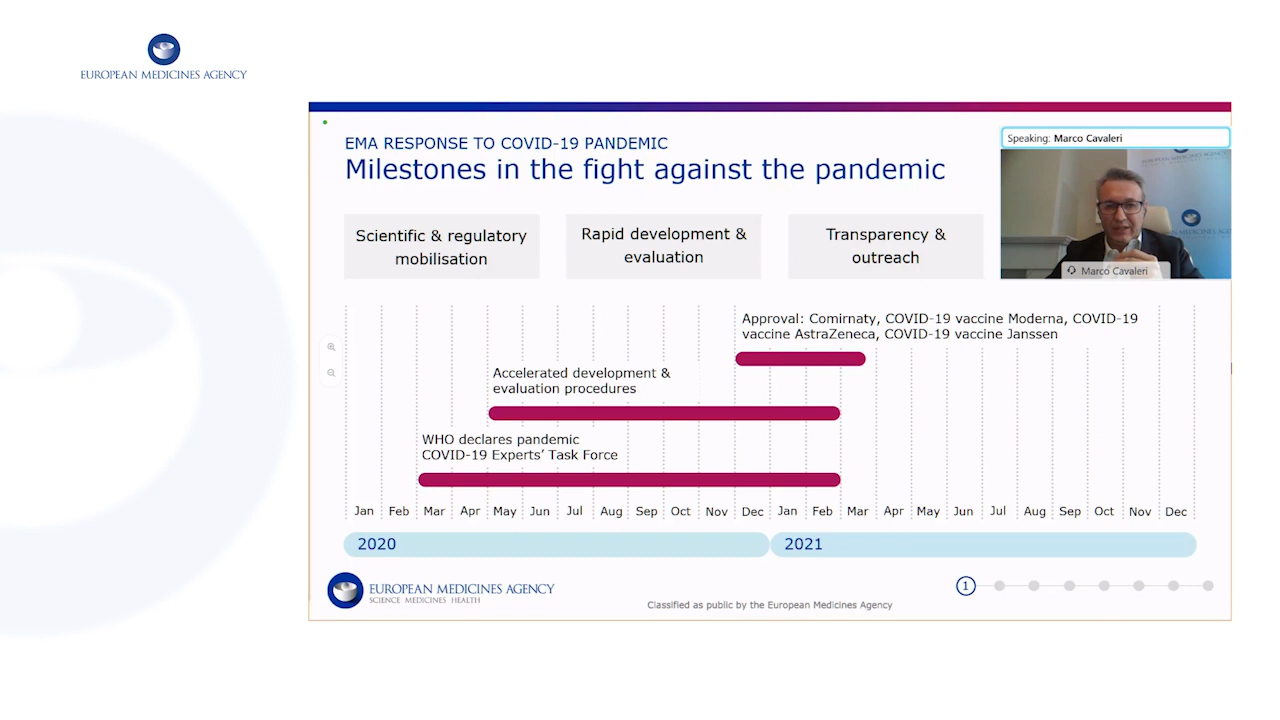 EUROPEAN MEDICINES AGENCY
EMA RESPONSE TO COVID-19 PANDEMIC
Milestones in the fight against the pandemic
Speaking: Marco Cavaleri
EUROPEAN MEDICINES AGENCY
Marco Cavaleri
Scientific & regulatory
mobilisation
Rapid development &
evaluation
Transparency &
outreach
Approval: Comirnaty, COVID-19 vaccine Moderna, COVID-19
vaccine AstraZeneca, COVID-19 vaccine Janssen
Accelerated development &
evaluation procedures
WHO declares pandemic
COVID-19 Experts' Task Force
Jan Feb Mar Apr May Jun Jul Aug Sep Oct Nov Dec Jan Feb Mar Apr May Jun Jul Aug Sep Oct Nov Dec
2020 2021
EUROPEAN MEDICINES AGENCY
SCIENCE MEDICINES HEALTH
1
Classified as public by the European Medicines Agency